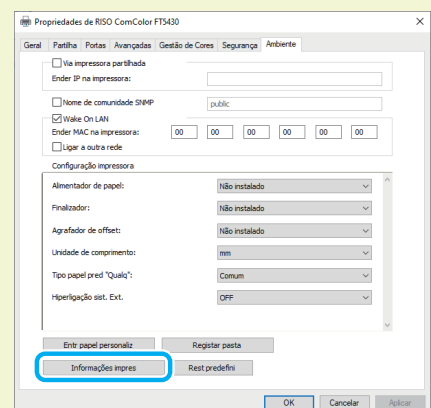 Propriedades de RISO ComColor FT5430
Geral Partilha Portas Avançadas Gestão de Cores Segurança Ambiente
Via impressora partilhada
Ender IP na impressora:
Nome de comunidade SNMP public
Wake On LAN
Ender MAC na impressora: 00 00 00 00 00 00
Ligar a outra rede
Configuração impressora
Alimentador de papel: Não instalado
Finalizador: Não instalado
Agrafador de offset: Não instalado
Unidade de comprimento: mm
Tipo papel pred "Qualq": Comum
Hiperligação sist. Ext. OFF
Entr papel personaliz Registar pasta
Informações impres Rest predefini
OK Cancelar Aplicar